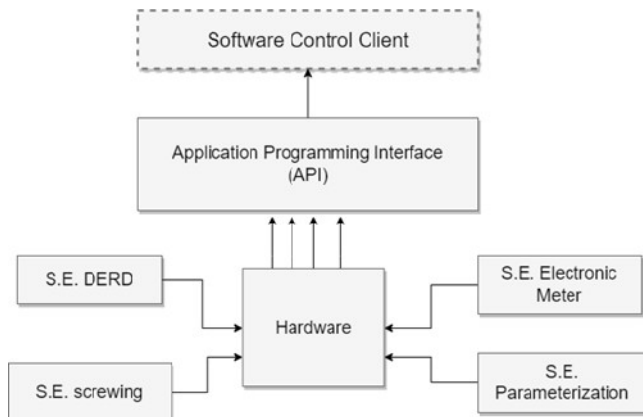 Software Control Client
Application Programming Interface
(API)
S.E. DERD
S.E. Electronic
Meter
Hardware
S.E. screwing
S.E.
Parameterization